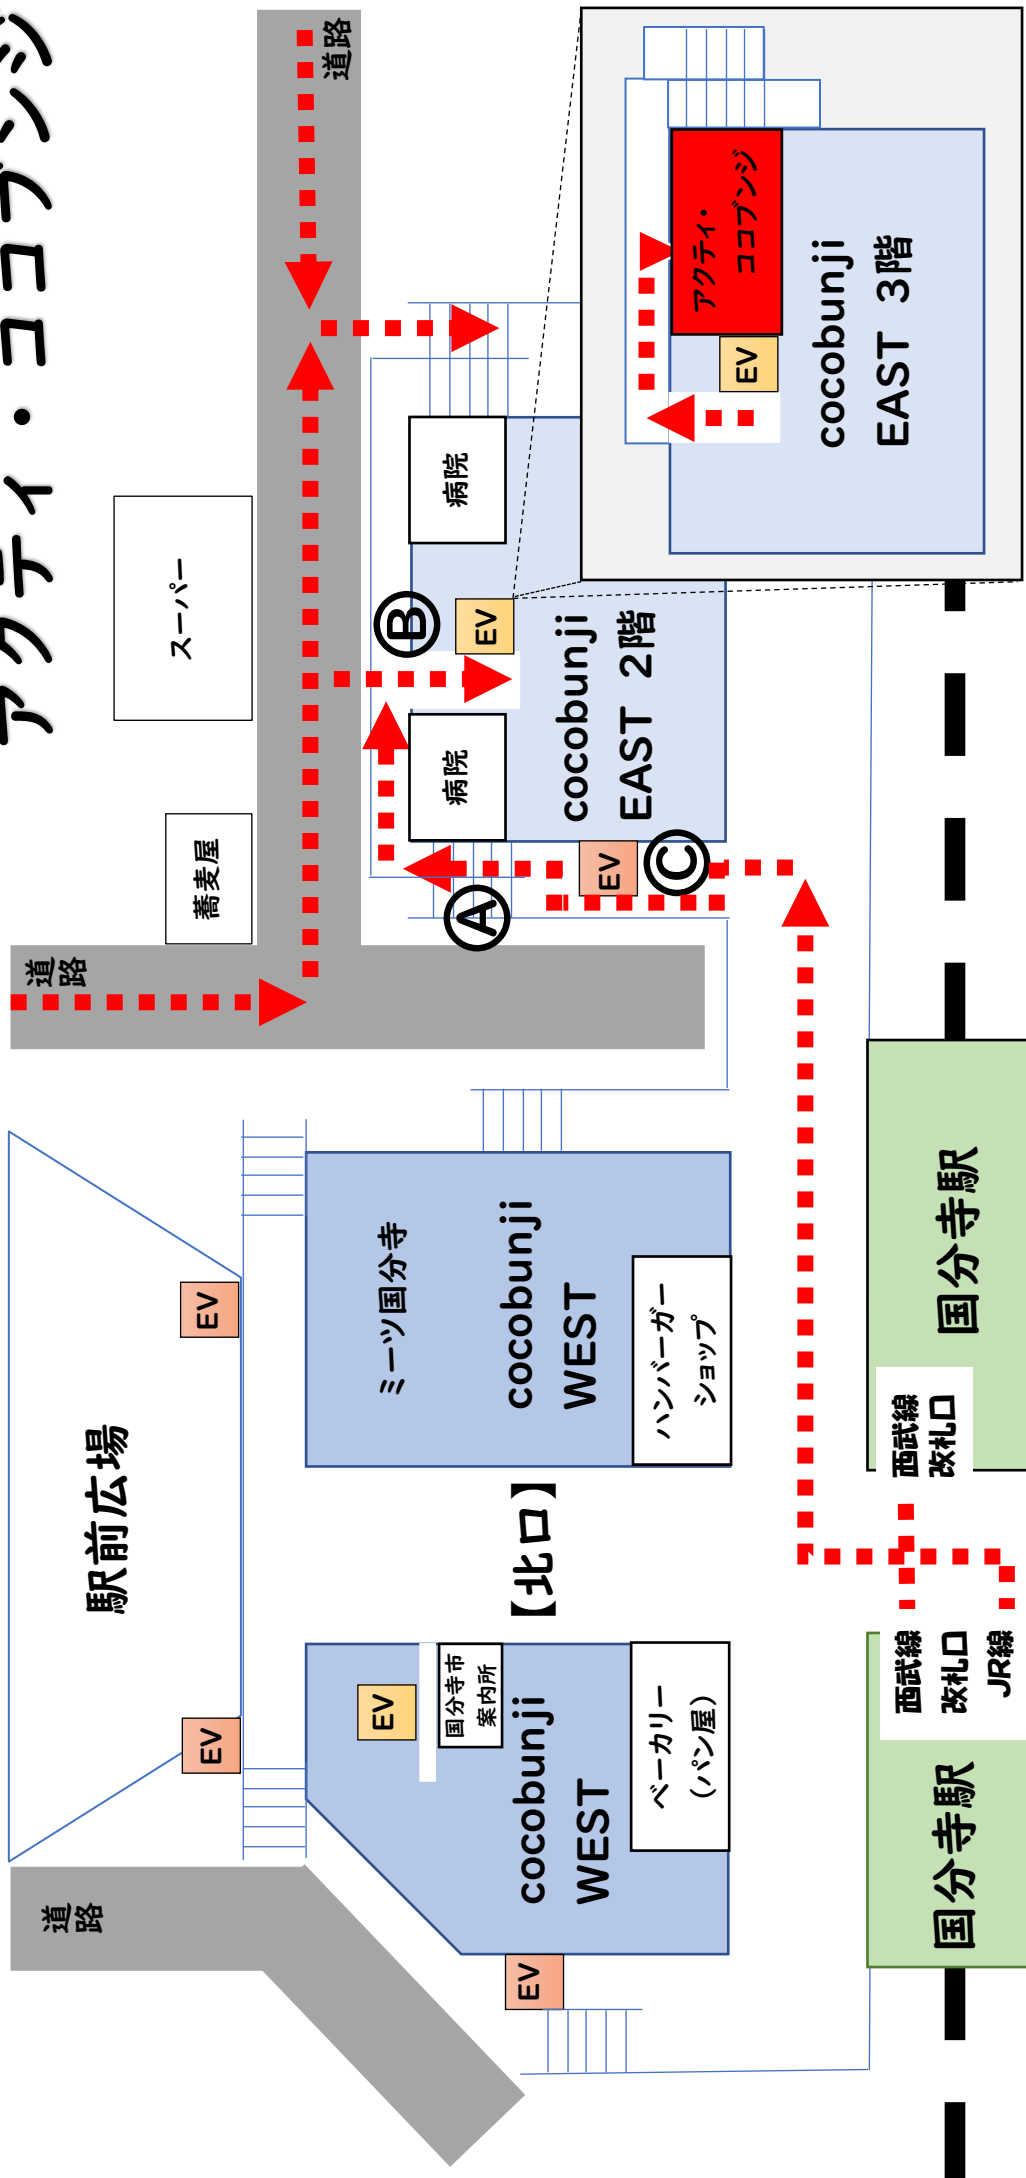 アクティ・ココブンジ
駅前広場
EV
EV
道路
道路
道路
蕎麦屋
スーパー
EV
国分寺市
案内所
cocobunji
WEST
ベーカリー
（パン屋）
EV
【北口】
ミーツ国分寺
cocobunji
WEST
ハンバーガー
ショップ
Ⓐ
Ⓑ
Ⓒ
病院
病院
EV
EV
cocobunji
EAST 2階
アクティ・
ココブンジ
EV
cocobunji
EAST 3階
西武線
改札口
JR線
西武線
改札口
国分寺駅
国分寺駅